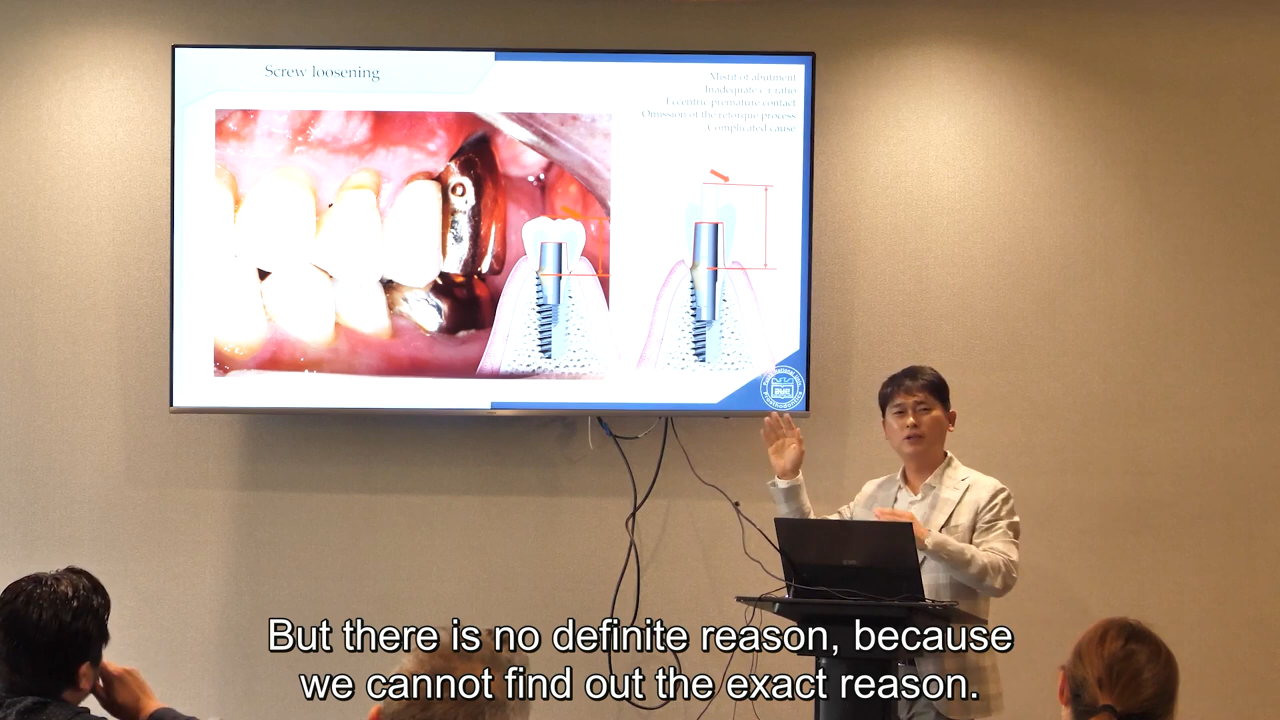 Screw loosening
Misfit of abutment
Inadequate c-r ratio
Eccentric premature contact
Omission of the retorque process
Complicated cause
But there is no definite reason, because
we cannot find out the exact reason.